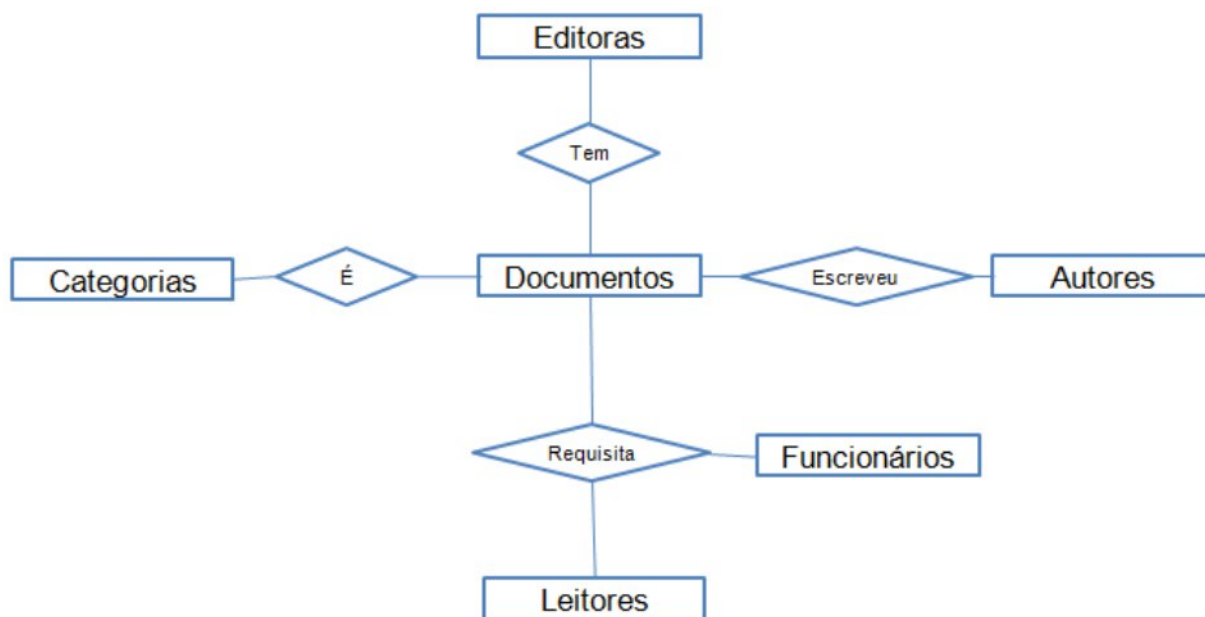 Editoras
Tem
Categorias
É
Documentos
Escreveu
Autores
Requisita
Funcionários
Leitores